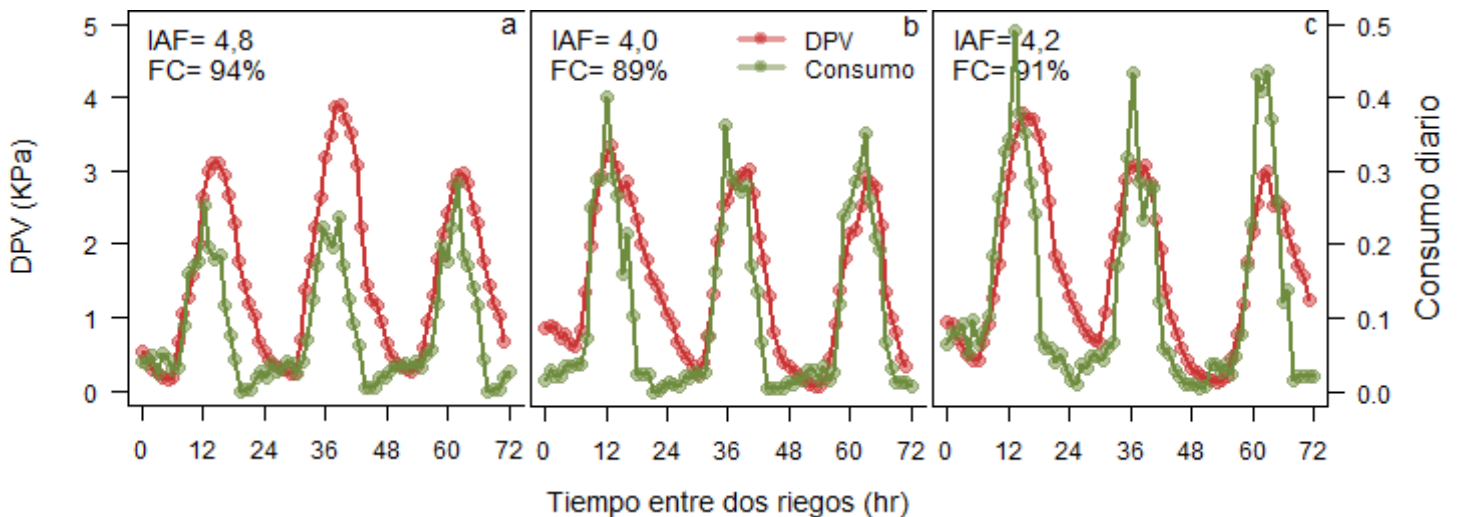 5
4
3
2
1
0
DPV (KPa)
IAF= 4,8
FC= 94%
a
IAF= 4,0
FC= 89%
DPV
Consumo
b
IAF= 4,2
FC= 91%
c
0.5
0.4
0.3
0.2
0.1
0.0
Consumo diario
0 12 24 36 48 60 72
0 12 24 36 48 60 72
0 12 24 36 48 60 72
Tiempo entre dos riegos (hr)